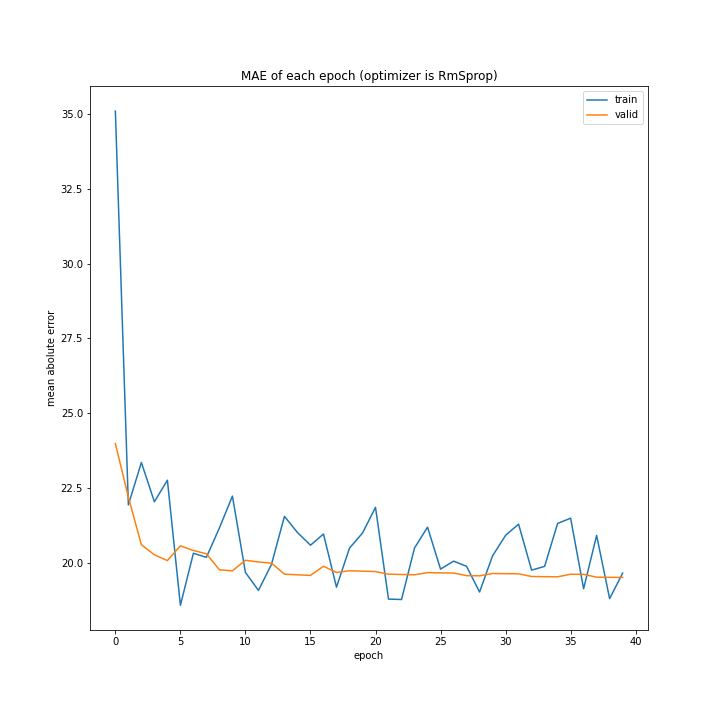 MAE of each epoch (optimizer is RmSprop)
train
valid
mean abolute error
35.0
32.5
30.0
27.5
25.0
22.5
20.0
0 5 10 15 20 25 30 35 40
epoch